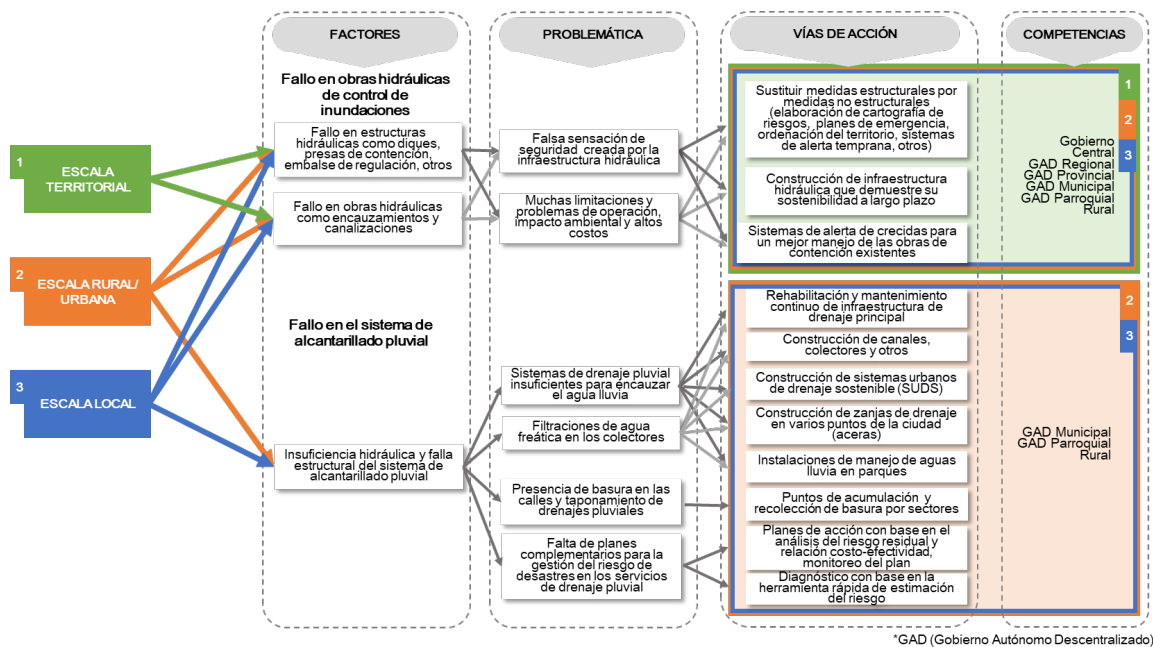 FACTORES
PROBLEMÁTICA
VÍAS DE ACCIÓN
COMPETENCIAS
1
ESCALA
TERRITORIAL
2
ESCALA RURAL/
URBANA
3
ESCALA LOCAL
Fallo en obras hidráulicas
de control de
inundaciones
Fallo en estructuras
hidráulicas como diques,
presas de contención,
embalse de regulación, otros
Fallo en obras hidráulicas
como encauzamientos y
canalizaciones
Fallo en el sistema de
alcantarillado pluvial
Insuficiencia hidráulica y falla
estructural del sistema de
alcantarillado pluvial
Falsa sensación de
seguridad creada por la
infraestructura hidráulica
Muchas limitaciones y
problemas de operación,
impacto ambiental y altos
costos
Sistemas de drenaje pluvial
insuficientes para encauzar
el agua lluvia
Filtraciones de agua
freática en los colectores
Presencia de basura en las
calles y taponamiento de
drenajes pluviales
Falta de planes
complementarios para la
gestión del riesgo de
desastres en los servicios
de drenaje pluvial
Sustituir medidas estructurales por
medidas no estructurales
(elaboración de cartografía de
riesgos, planes de emergencia,
ordenación del territorio, sistemas
de alerta temprana, otros)
Construcción de infraestructura
hidráulica que demuestre su
sostenibilidad a largo plazo
Sistemas de alerta de crecidas para
un mejor manejo de las obras de
contención existentes
Rehabilitación y mantenimiento
continuo de infraestructura de
drenaje principal
Construcción de canales,
colectores y otros
Construcción de sistemas urbanos
de drenaje sostenible (SUDS)
Construcción de zanjas de drenaje
en varios puntos de la ciudad
(aceras)
Instalaciones de manejo de aguas
lluvia en parques
Puntos de acumulación y
recolección de basura por sectores
Planes de acción con base en el
análisis del riesgo residual y
relación costo-efectividad,
monitoreo del plan
Diagnóstico con base en la
herramienta rápida de estimación
del riesgo
1
2
3
Gobierno
Central
GAD Regional
GAD Provincial
GAD Municipal
GAD Parroquial
Rural
2
3
GAD Municipal
GAD Parroquial
Rural
*GAD (Gobierno Autónomo Descentralizado)